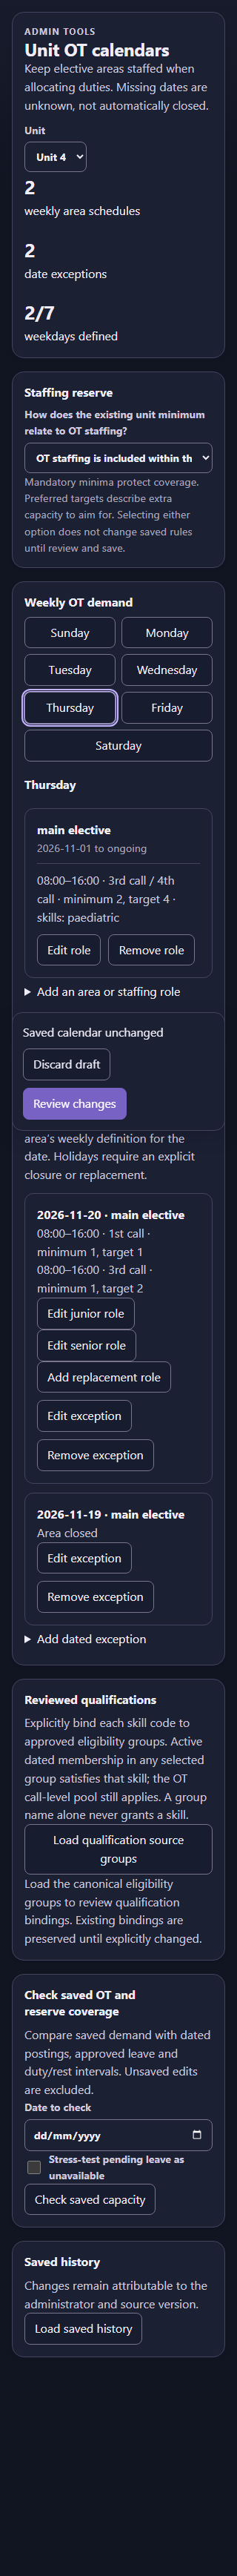 ADMIN TOOLS
Unit OT calendars
Keep elective areas staffed when
allocating duties. Missing dates are
unknown, not automatically closed.
Unit
Unit 4
2
weekly area schedules
2
date exceptions
2/7
weekdays defined
Staffing reserve
How does the existing unit minimum
relate to OT staffing?
OT staffing is included within th
Mandatory minima protect coverage.
Preferred targets describe extra
capacity to aim for. Selecting either
option does not change saved rules
until review and save.
Weekly OT demand
Sunday
Monday
Tuesday
Wednesday
Thursday
Friday
Saturday
Thursday
main elective
2026-11-01 to ongoing
08:00–16:00 · 3rd call / 4th
call · minimum 2, target 4 ·
skills: paediatric
Edit role
Remove role
Add an area or staffing role
Saved calendar unchanged
Discard draft
Review changes
area's weekly definition for the
date. Holidays require an explicit
closure or replacement.
2026-11-20 · main elective
08:00–16:00 · 1st call ·
minimum 1, target 1
08:00–16:00 · 3rd call ·
minimum 1, target 2
Edit junior role
Edit senior role
Add replacement role
Edit exception
Remove exception
2026-11-19 · main elective
Area closed
Edit exception
Remove exception
Add dated exception
Reviewed qualifications
Explicitly bind each skill code to
approved eligibility groups. Active
dated membership in any selected
group satisfies that skill; the OT
call-level pool still applies. A group
name alone never grants a skill.
Load qualification source
groups
Load the canonical eligibility
groups to review qualification
bindings. Existing bindings are
preserved until explicitly changed.
Check saved OT and
reserve coverage
Compare saved demand with dated
postings, approved leave and
duty/rest intervals. Unsaved edits
are excluded.
Date to check
dd/mm/yyyy
Stress-test pending leave as
unavailable
Check saved capacity
Saved history
Changes remain attributable to the
administrator and source version.
Load saved history